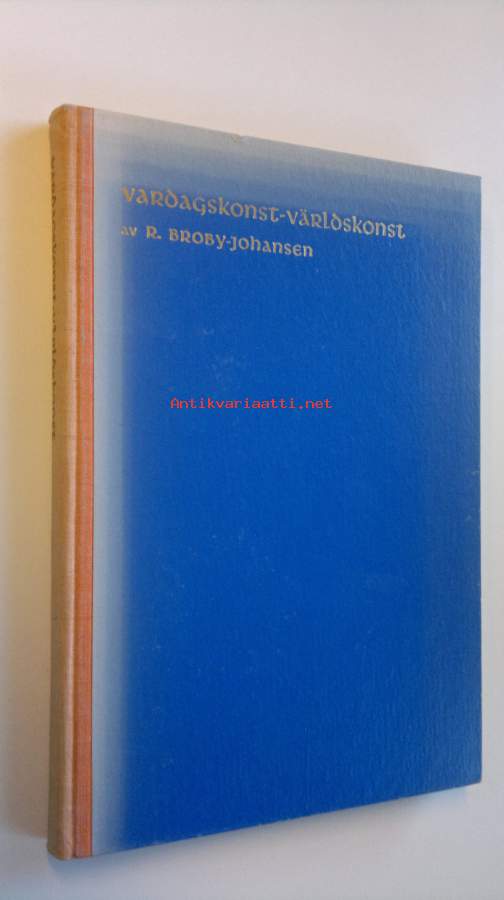 VARDAGSKONST-VÄRLDSKONST
AV R. BROBY-JOHANSEN
Antikvariaatti.net